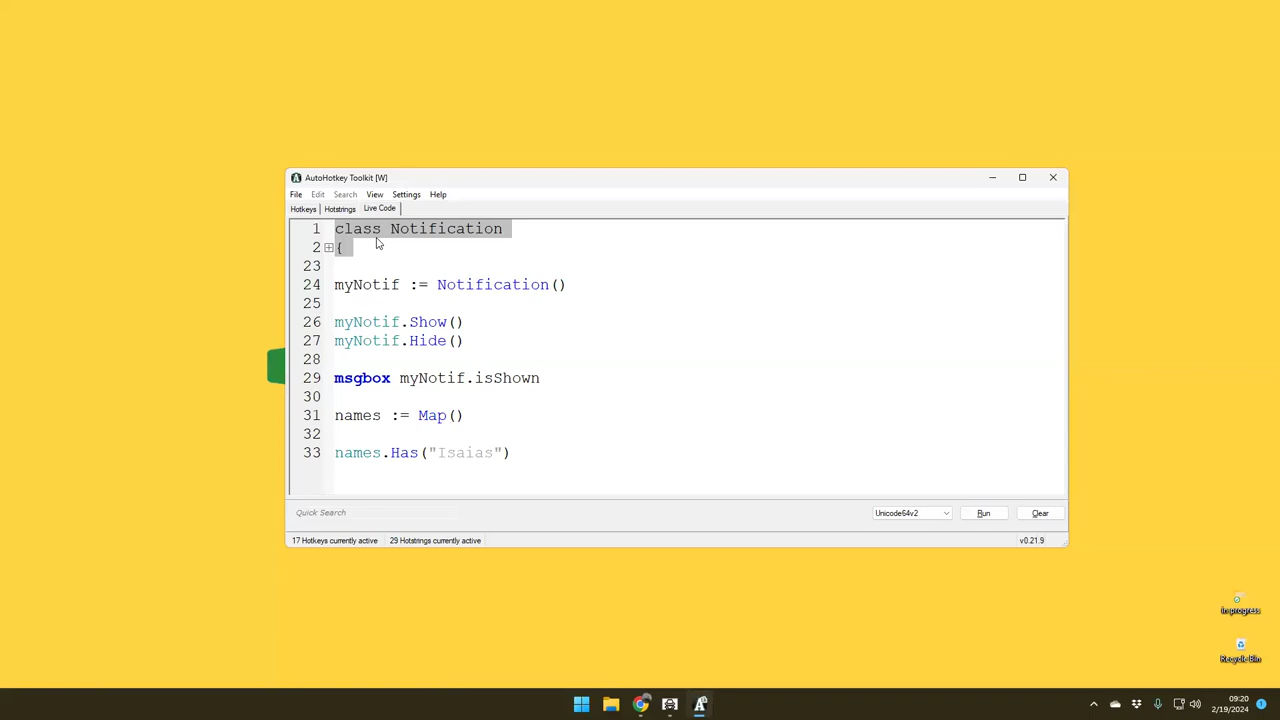 AutoHotkey Toolkit [W]
File Edit Search View Settings Help
Hotkeys Hotstrings Live Code
1 class Notification
2 {
23
24 myNotif := Notification()
25
26 myNotif.Show()
27 myNotif.Hide()
28
29 msgbox myNotif.isShown
30
31 names := Map()
32
33 names.Has("Isaias")
Quick Search Unicode64v2 Run Clear
17 Hotkeys currently active 29 Hotstrings currently active v0.21.9
in progress
Recycle Bin
09:20
2/19/2024